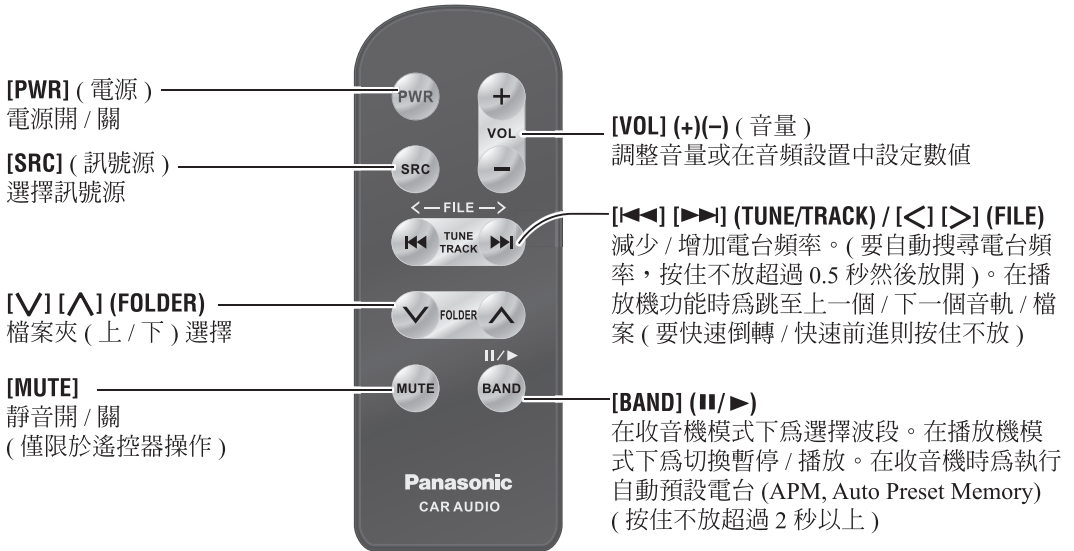 [PWR] ( 電源 )
電源開 / 關
[SRC] ( 訊號源 )
選擇訊號源
[∨] [∧] (FOLDER)
檔案夾 ( 上 / 下 ) 選擇
[MUTE]
靜音開 / 關
( 僅限於遙控器操作 )
PWR
+
VOL
SRC
−
< — FILE — >
⏮ TUNE ⏭
TRACK
∨ FOLDER ∧
II/►
MUTE
BAND
Panasonic
CAR AUDIO
[VOL] (+)(–) ( 音量 )
調整音量或在音頻設置中設定數値
[⏮] [⏭] (TUNE/TRACK) / [<] [>] (FILE)
減少 / 增加電台頻率。( 要自動搜尋電台頻
率，按住不放超過 0.5 秒然後放開 )。在播
放機功能時爲跳至上一個 / 下一個音軌 / 檔
案 ( 要快速倒轉 / 快速前進則按住不放 )
[BAND] (II/►)
在收音機模式下爲選擇波段。在播放機模
式下爲切換暫停 / 播放。在收音機時爲執行
自動預設電台 (APM, Auto Preset Memory)
( 按住不放超過 2 秒以上 )